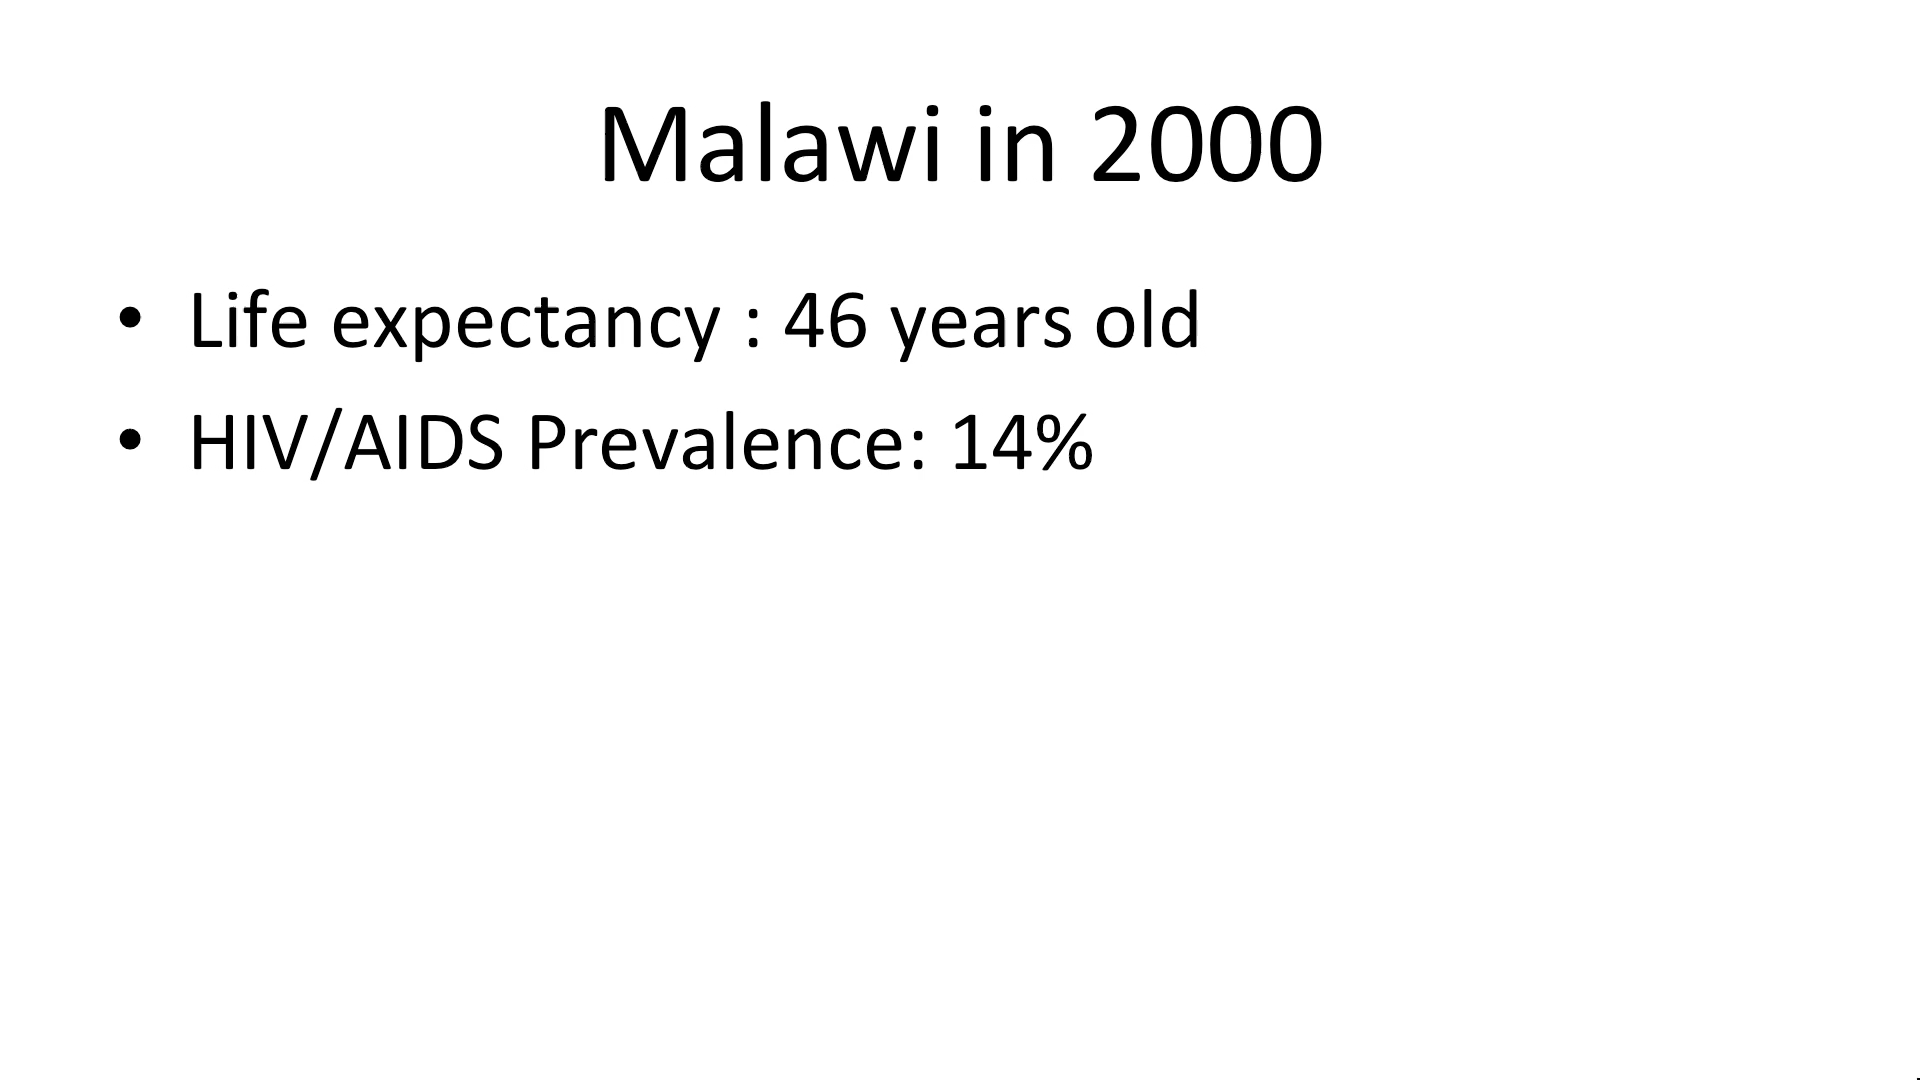 Malawi in 2000
• Life expectancy : 46 years old
• HIV/AIDS Prevalence: 14%